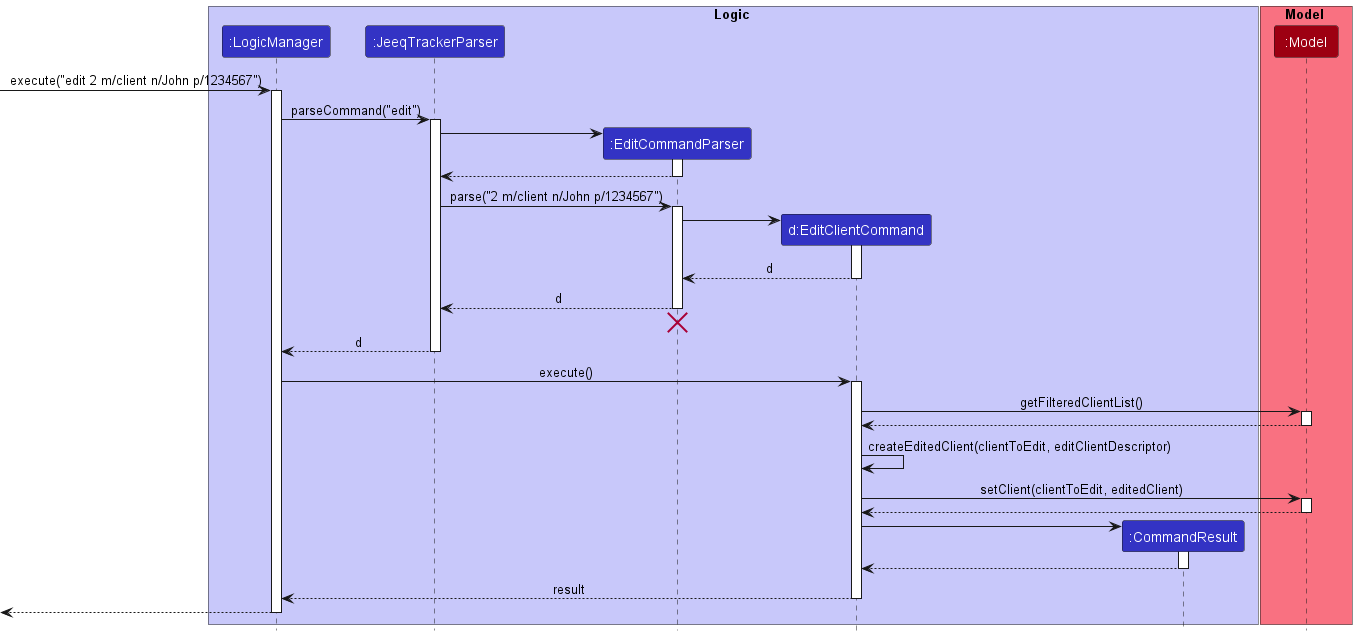 Logic
Model
:LogicManager
:JeeqTrackerParser
:Model
execute("edit 2 m/client n/John p/1234567")
parseCommand("edit")
:EditCommandParser
parse("2 m/client n/John p/1234567")
d:EditClientCommand
d
d
d
execute()
getFilteredClientList()
createEditedClient(clientToEdit, editClientDescriptor)
setClient(clientToEdit, editedClient)
:CommandResult
result